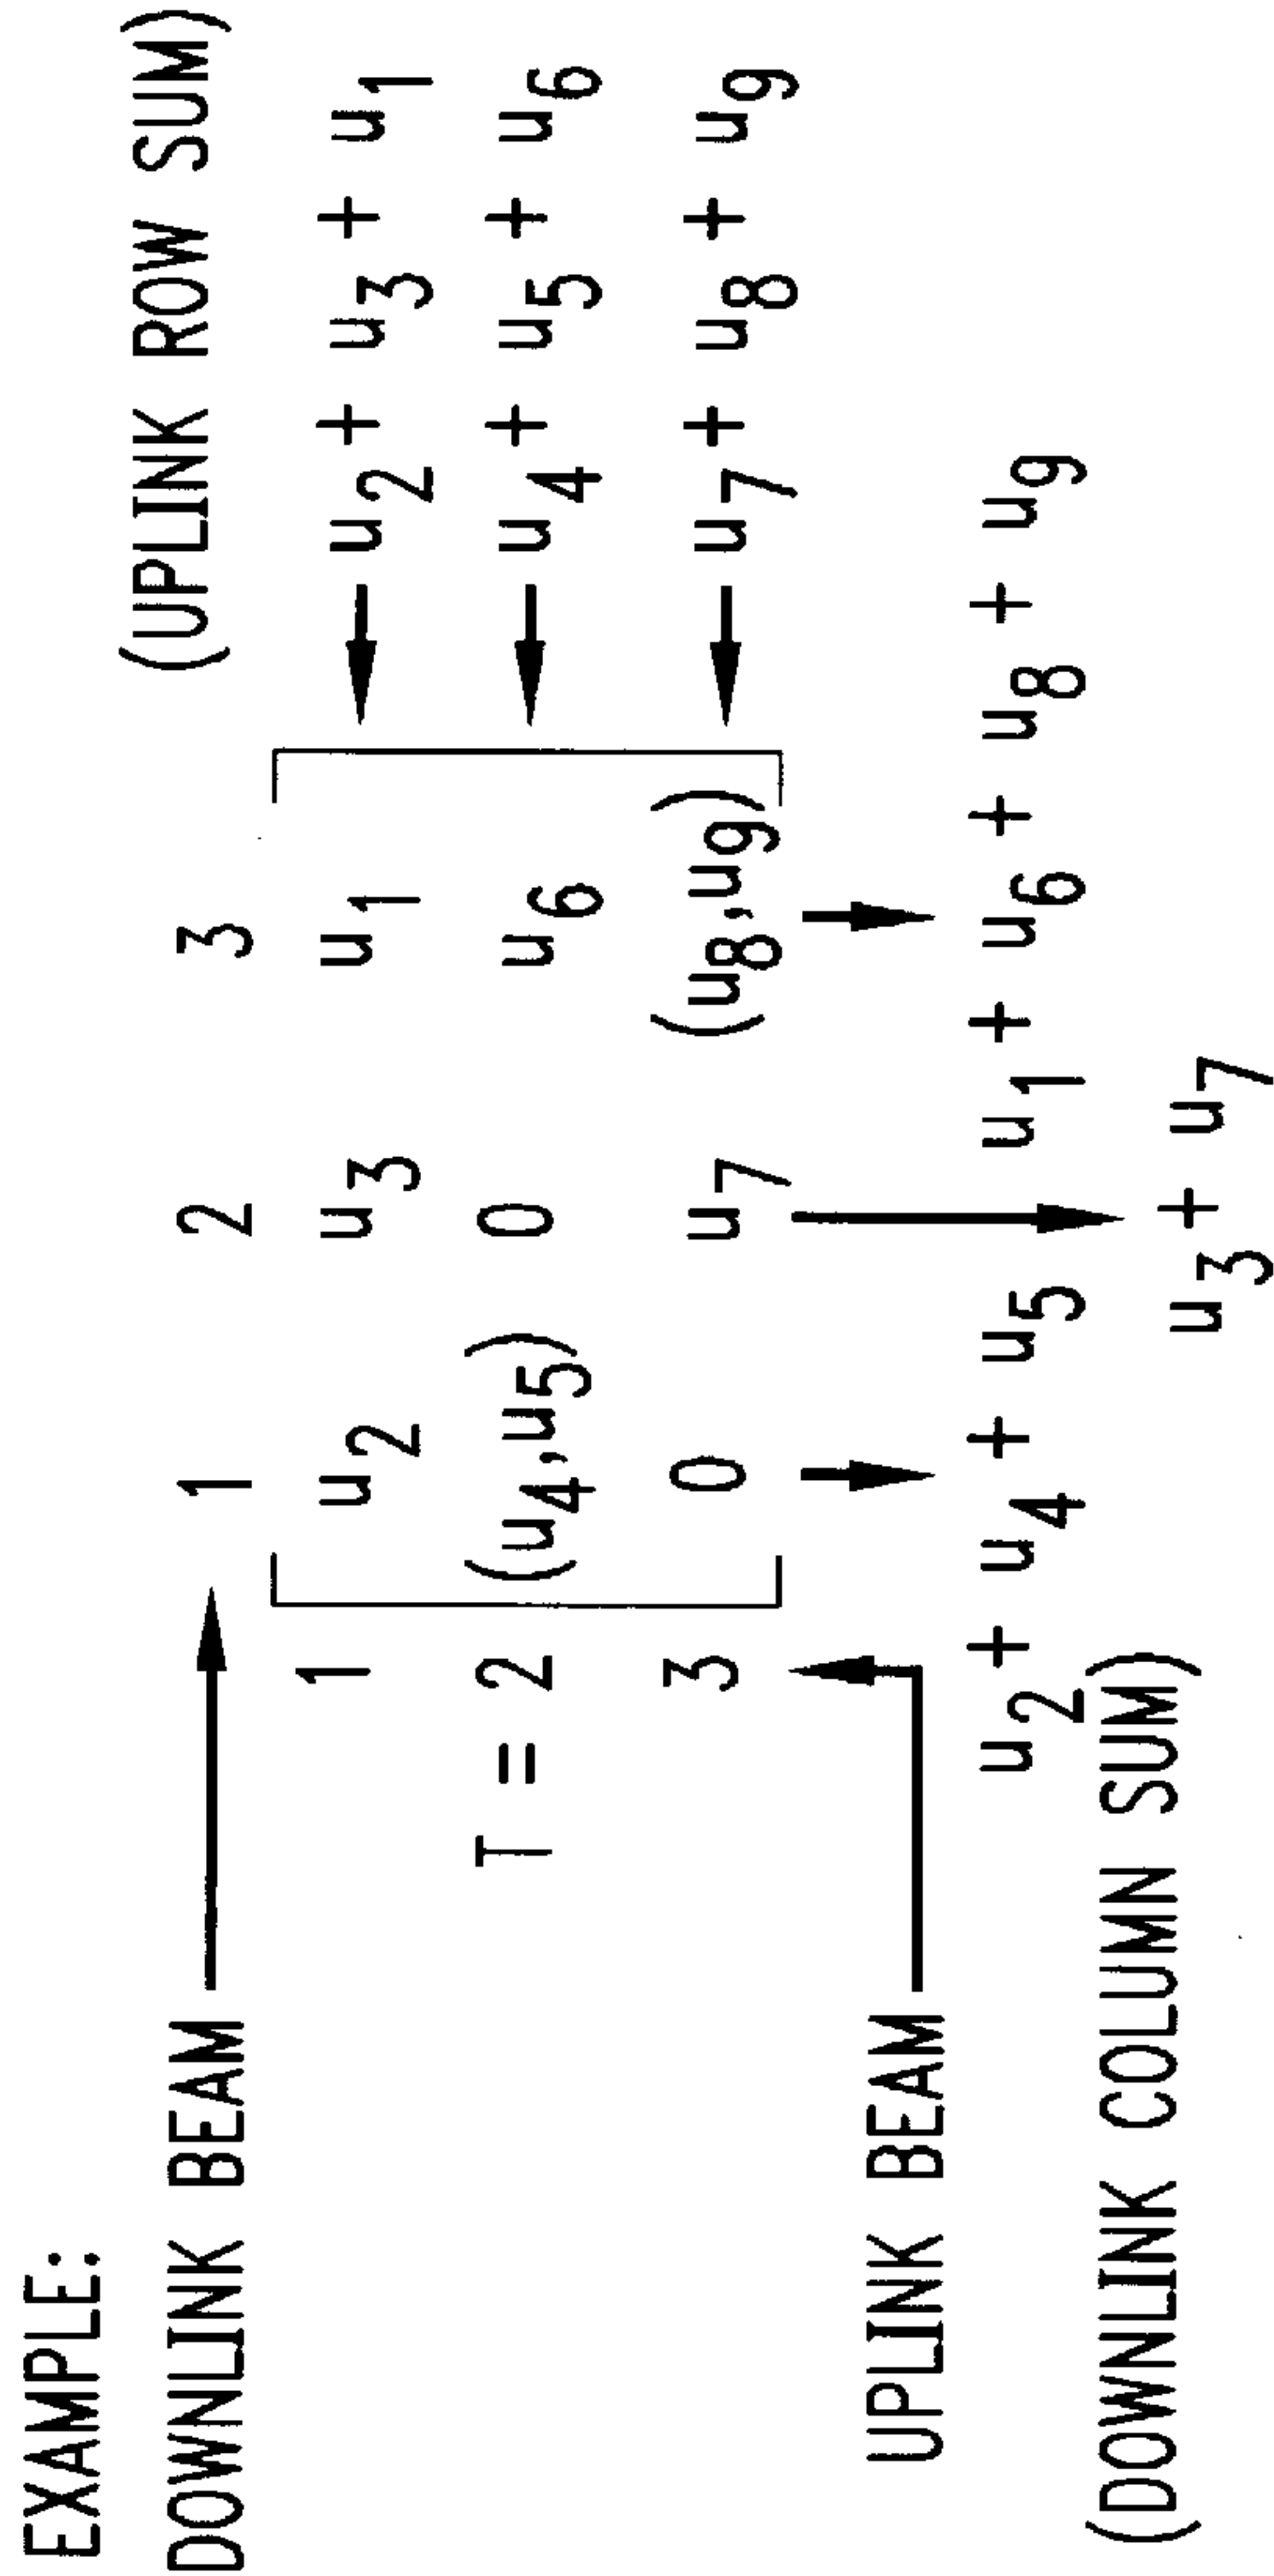 EXAMPLE:
(UPLINK ROW SUM)
DOWNLINK BEAM 1 2 3
1 u2 u3 u1 u2 + u3 + u1
T = 2 (u4,u5) 0 u6 u4 + u5 + u6
3 0 u7 (u8,u9) u7 + u8 + u9
UPLINK BEAM
u2 + u4 + u5 u1 + u6 + u8 + u9
(DOWNLINK COLUMN SUM) u3 + u7